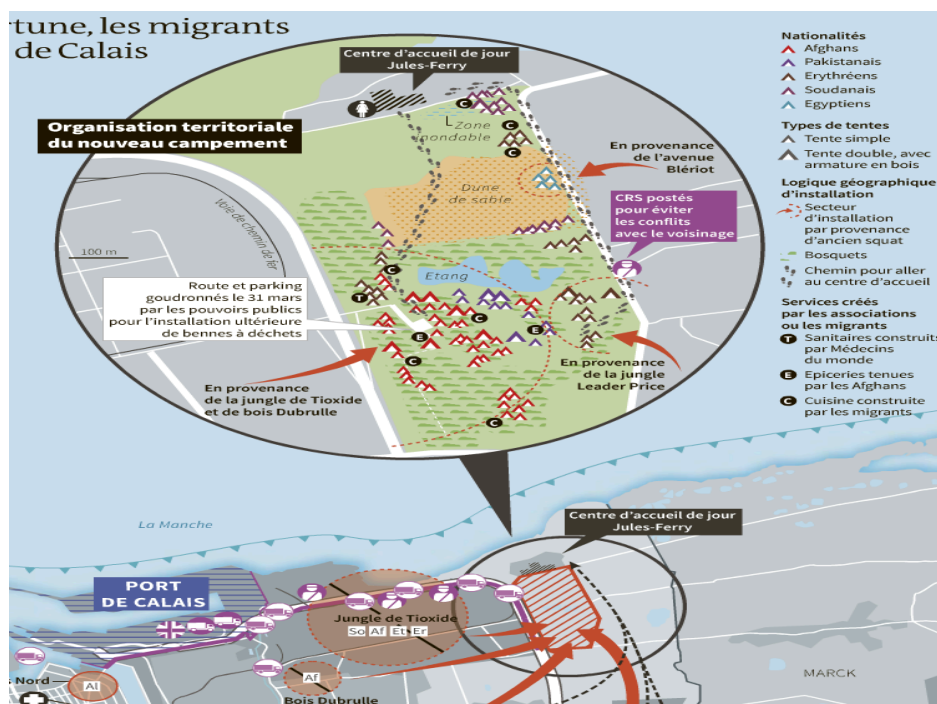 rtune, les migrants
de Calais
Centre d'accueil de jour
Jules-Ferry
Organisation territoriale
du nouveau campement
Zone
inondable
C
C
C
En provenance
de l'avenue
Blériot
Dune
de sable
CRS postés
pour éviter
les conflits
avec le voisinage
Voie de chemin de fer
100 m
Etang
Route et parking
goudronnés le 31 mars
par les pouvoirs publics
pour l'installation ultérieure
de bennes à déchets
C
T
C
E
E
C
C
En provenance
de la jungle de Tioxide
et de bois Dubrulle
En provenance
de la jungle
Leader Price
Nationalités
Afghans
Pakistanais
Erythréens
Soudanais
Egyptiens
Types de tentes
Tente simple
Tente double, avec
armature en bois
Logique géographique
d'installation
Secteur
d'installation
par provenance
d'ancien squat
Bosquets
Chemin pour aller
au centre d'accueil
Services créés
par les associations
ou les migrants
T Sanitaires construits
par Médecins
du monde
E Epiceries tenues
par les Afghans
C Cuisine construite
par les migrants
La Manche
Centre d'accueil de jour
Jules-Ferry
PORT
DE CALAIS
Jungle de Tioxide
So Af Et Er
s Nord
Al
Af
Bois Dubrulle
MARCK